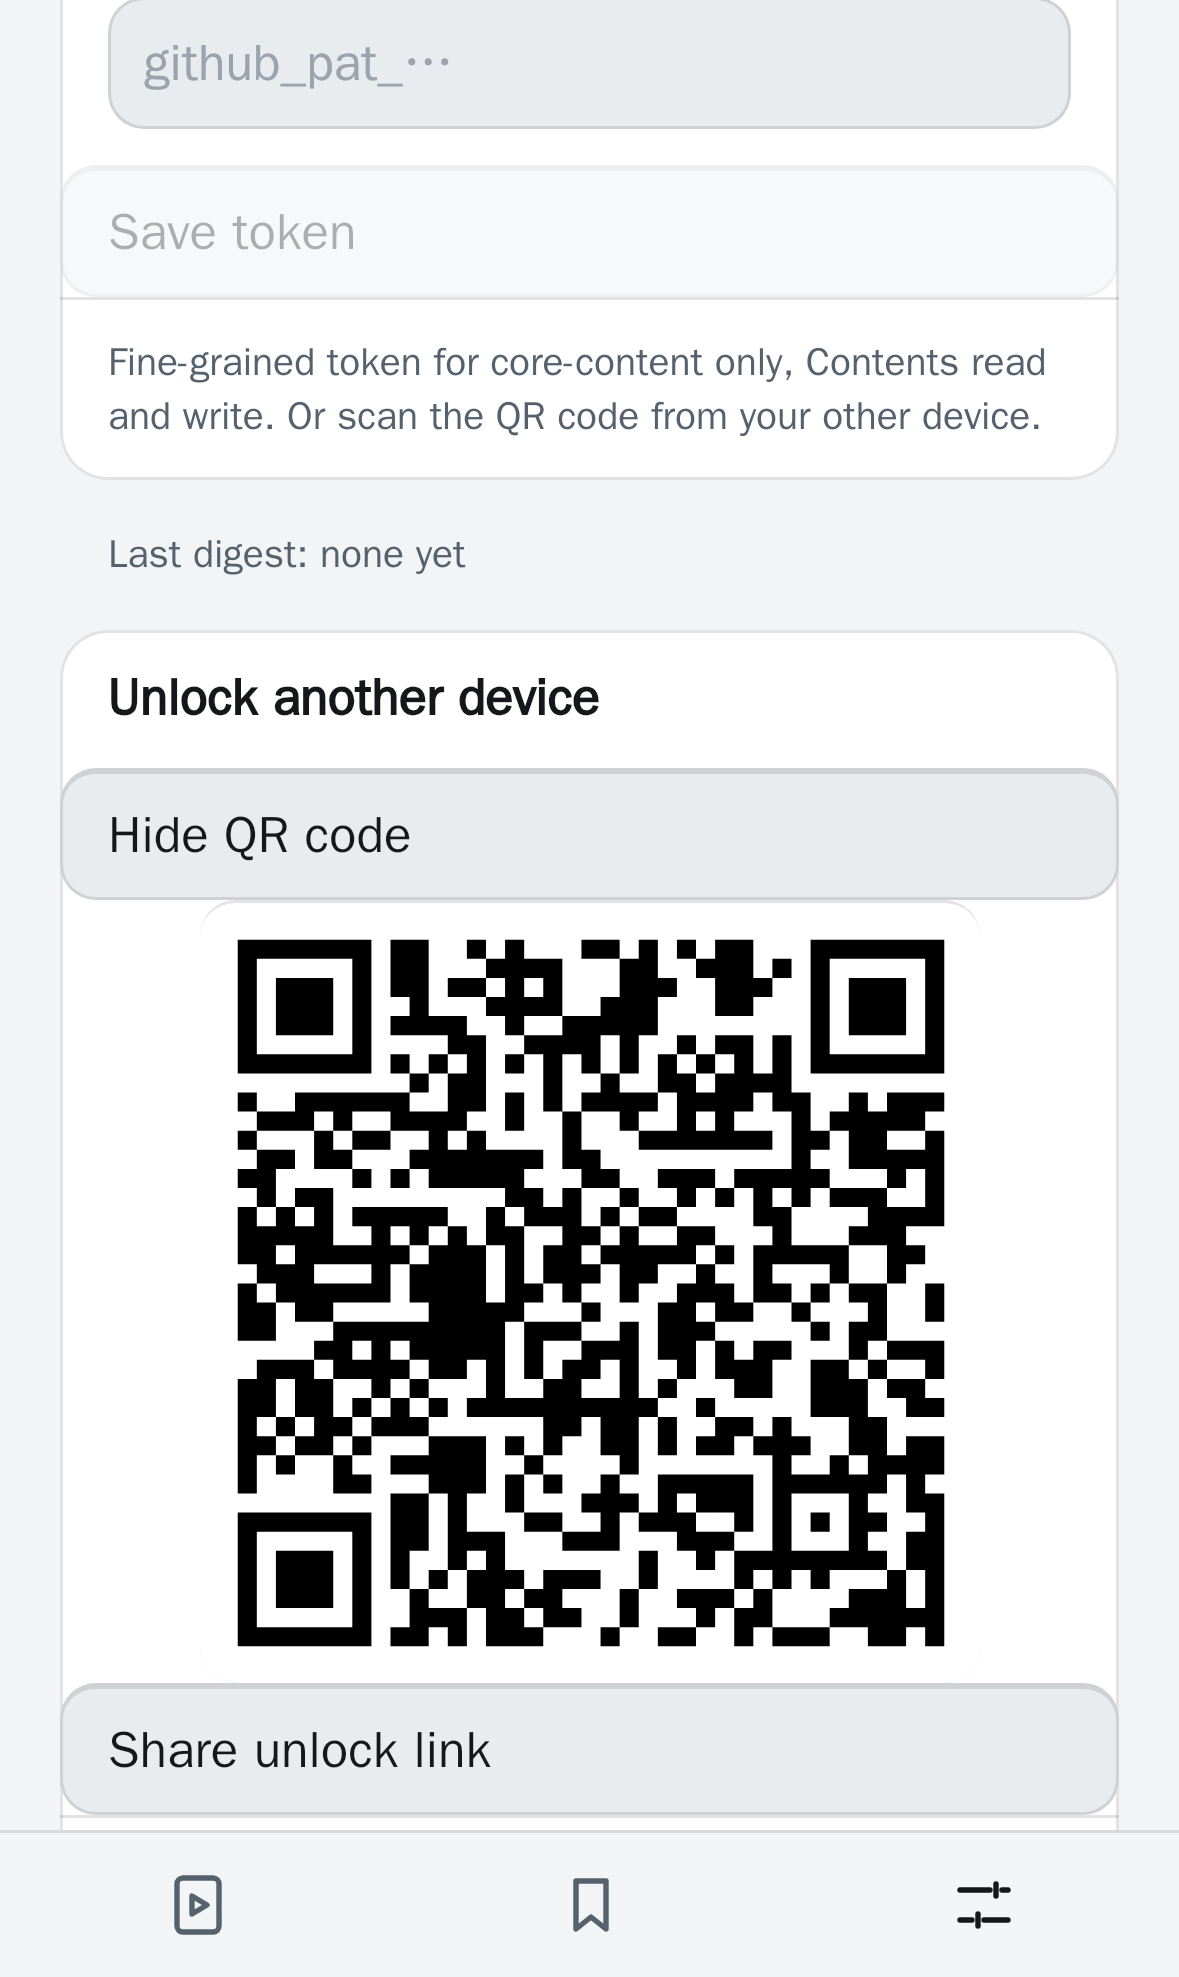 github_pat_…
Save token
Fine-grained token for core-content only, Contents read
and write. Or scan the QR code from your other device.
Last digest: none yet
Unlock another device
Hide QR code
Share unlock link